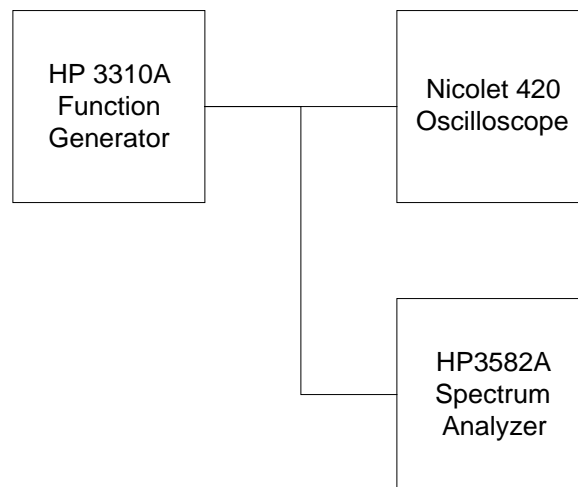 HP 3310A
Function
Generator
Nicolet 420
Oscilloscope
HP3582A
Spectrum
Analyzer